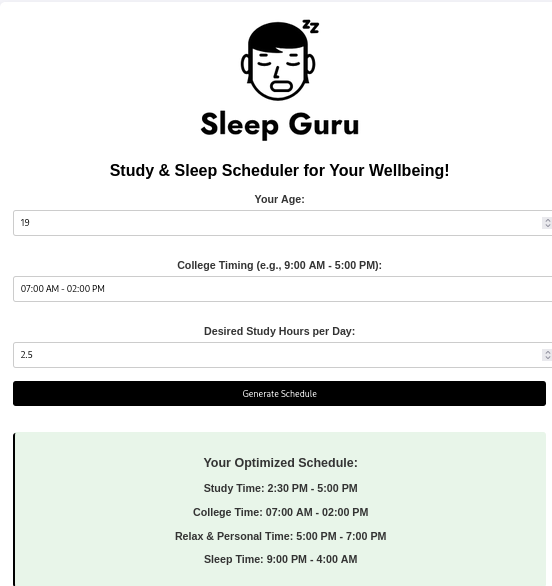 zz
Sleep Guru
Study & Sleep Scheduler for Your Wellbeing!
Your Age:
19
College Timing (e.g., 9:00 AM - 5:00 PM):
07:00 AM - 02:00 PM
Desired Study Hours per Day:
2.5
Generate Schedule
Your Optimized Schedule:
Study Time: 2:30 PM - 5:00 PM
College Time: 07:00 AM - 02:00 PM
Relax & Personal Time: 5:00 PM - 7:00 PM
Sleep Time: 9:00 PM - 4:00 AM